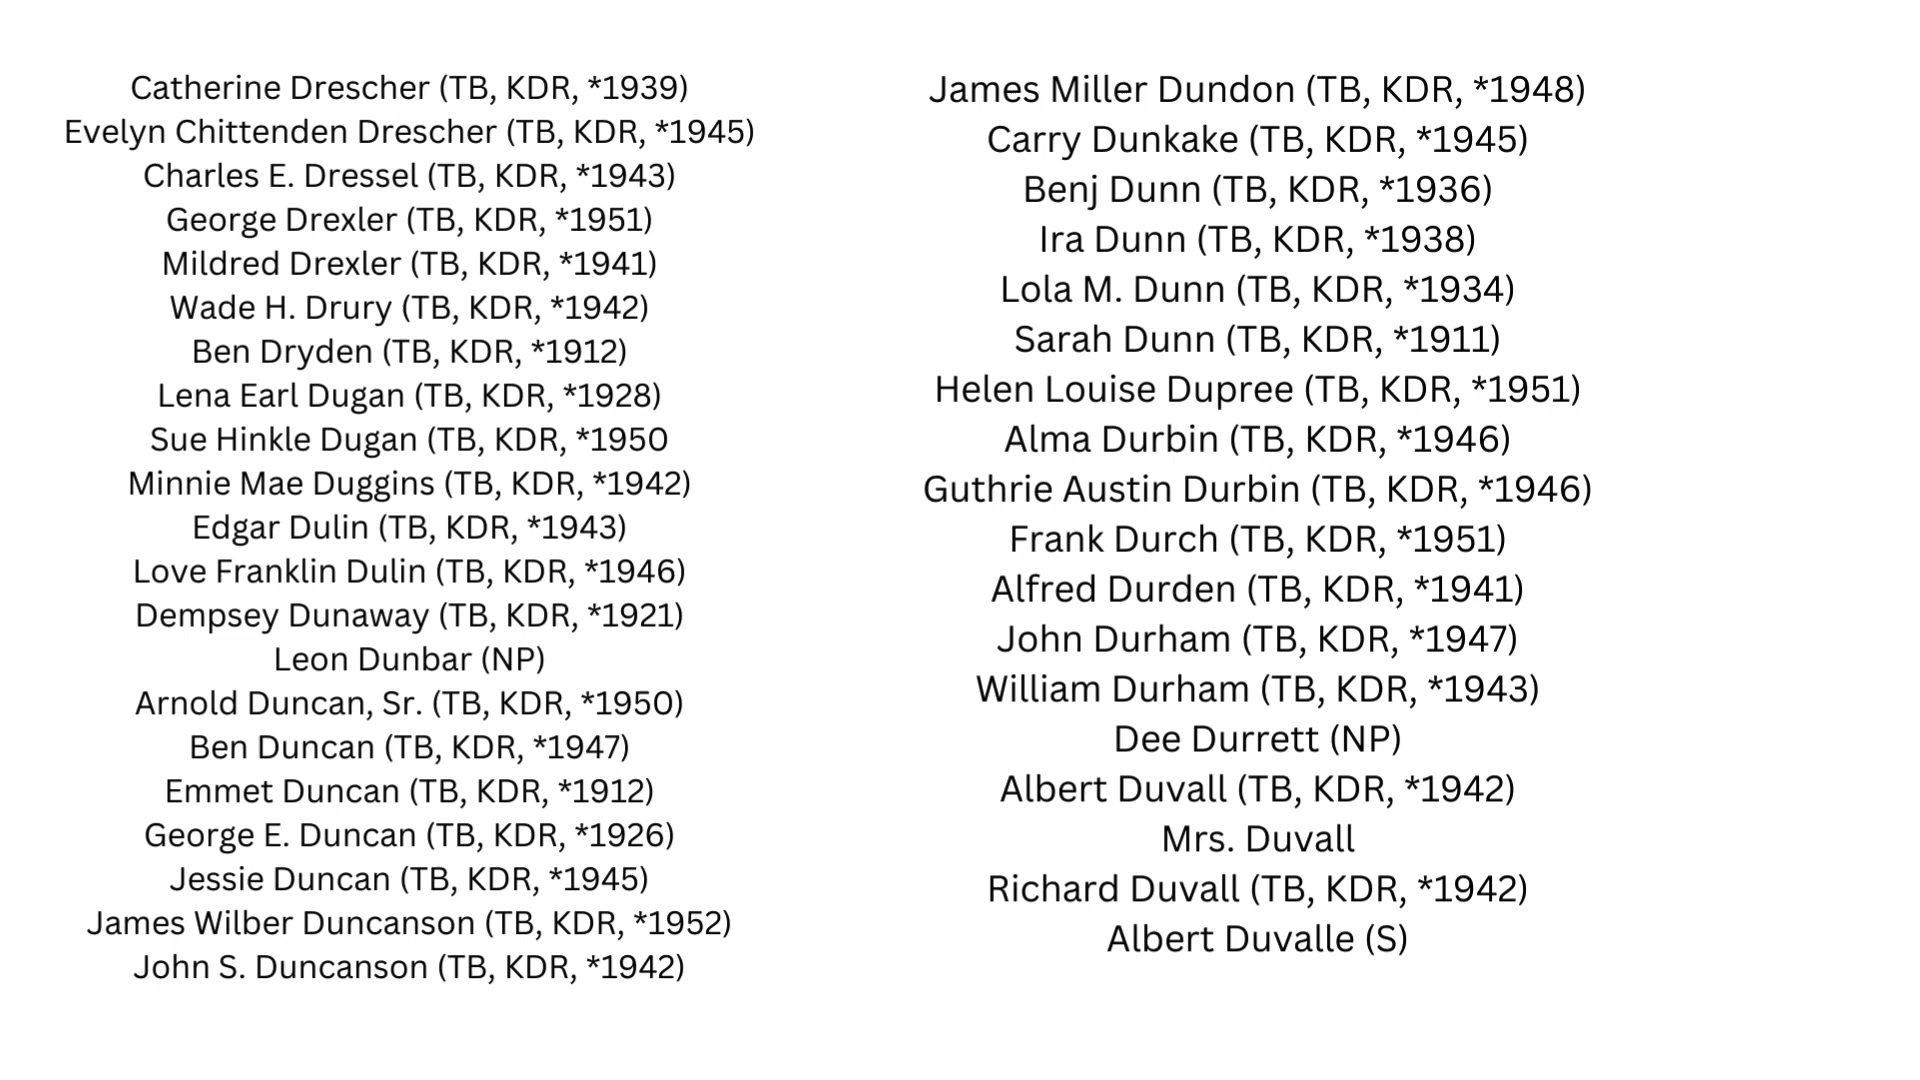 Catherine Drescher (TB, KDR, *1939)
Evelyn Chittenden Drescher (TB, KDR, *1945)
Charles E. Dressel (TB, KDR, *1943)
George Drexler (TB, KDR, *1951)
Mildred Drexler (TB, KDR, *1941)
Wade H. Drury (TB, KDR, *1942)
Ben Dryden (TB, KDR, *1912)
Lena Earl Dugan (TB, KDR, *1928)
Sue Hinkle Dugan (TB, KDR, *1950
Minnie Mae Duggins (TB, KDR, *1942)
Edgar Dulin (TB, KDR, *1943)
Love Franklin Dulin (TB, KDR, *1946)
Dempsey Dunaway (TB, KDR, *1921)
Leon Dunbar (NP)
Arnold Duncan, Sr. (TB, KDR, *1950)
Ben Duncan (TB, KDR, *1947)
Emmet Duncan (TB, KDR, *1912)
George E. Duncan (TB, KDR, *1926)
Jessie Duncan (TB, KDR, *1945)
James Wilber Duncanson (TB, KDR, *1952)
John S. Duncanson (TB, KDR, *1942)
James Miller Dundon (TB, KDR, *1948)
Carry Dunkake (TB, KDR, *1945)
Benj Dunn (TB, KDR, *1936)
Ira Dunn (TB, KDR, *1938)
Lola M. Dunn (TB, KDR, *1934)
Sarah Dunn (TB, KDR, *1911)
Helen Louise Dupree (TB, KDR, *1951)
Alma Durbin (TB, KDR, *1946)
Guthrie Austin Durbin (TB, KDR, *1946)
Frank Durch (TB, KDR, *1951)
Alfred Durden (TB, KDR, *1941)
John Durham (TB, KDR, *1947)
William Durham (TB, KDR, *1943)
Dee Durrett (NP)
Albert Duvall (TB, KDR, *1942)
Mrs. Duvall
Richard Duvall (TB, KDR, *1942)
Albert Duvalle (S)